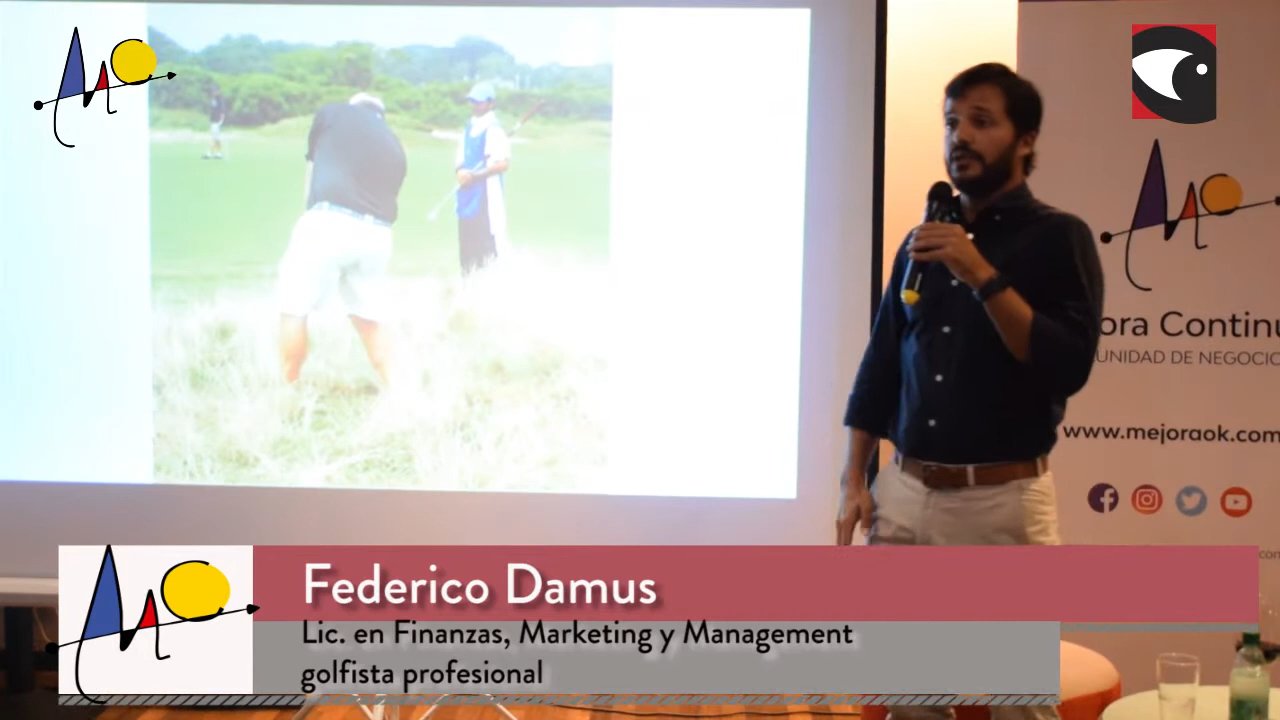 ora Continu
UNIDAD DE NEGOCIO
www.mejoraok.com
Federico Damus
Lic. en Finanzas, Marketing y Management
golfista profesional